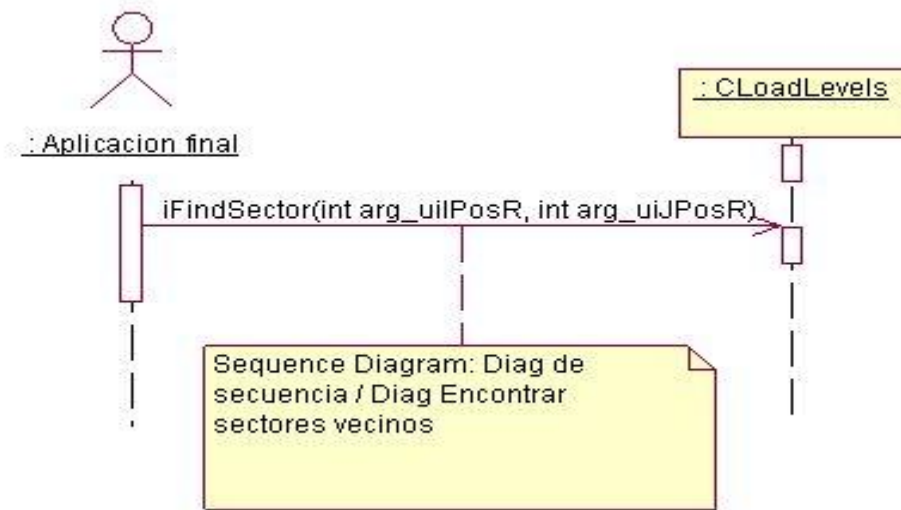 : CLoadLevels
: Aplicacion final
iFindSector(int arg_uiIPosR, int arg_uiJPosR)
Sequence Diagram: Diag de
secuencia / Diag Encontrar
sectores vecinos